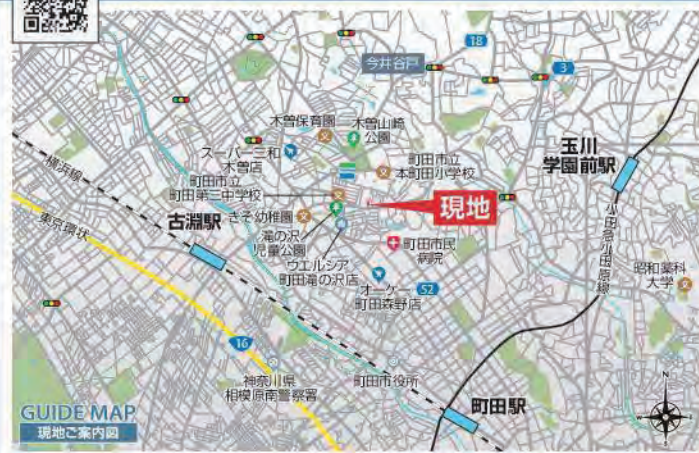 18
3
今井谷戸
木曽保育園
木曽山崎
公園
スーパー三和
木曽店
町田市立
本町田小学校
玉川
学園前駅
町田市立
町田第三中学校
横浜線
東京環状
古淵駅
きそ幼稚園
現地
滝の沢
児童公園
町田市民
病院
ウエルシア
町田滝の沢店
小田急小田原線
昭和薬科
大学
オーケー
町田森野店
52
16
神奈川県
相模原南警察署
町田市役所
町田駅
N
W
E
S
GUIDE MAP
現地ご案内図